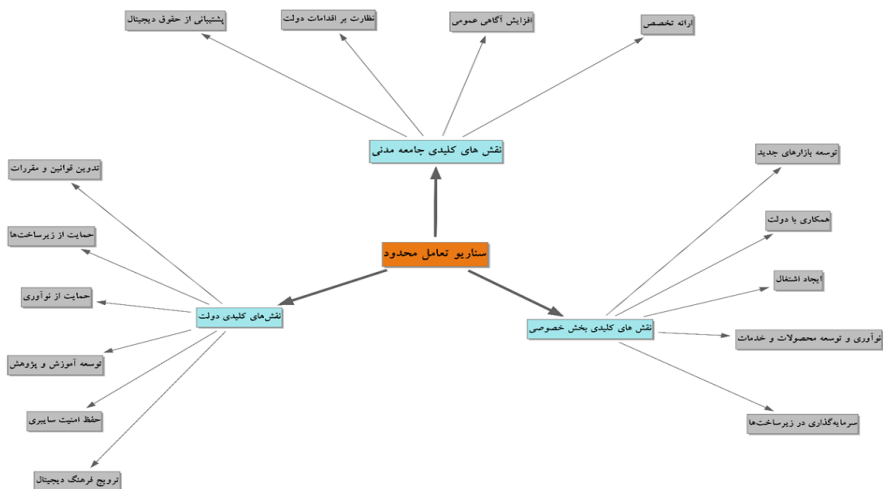 پشتیبانی از حقوق دیجیتال
نظارت بر اقدامات دولت
افزایش آگاهی عمومی
ارائه تخصص
نقش های کلیدی جامعه مدنی
توسعه بازارهای جدید
تدوین قوانین و مقررات
همکاری با دولت
حمایت از زیرساخت‌ها
سناریو تعامل محدود
ایجاد اشتغال
حمایت از نوآوری
نقش‌های کلیدی دولت
نقش های کلیدی بخش خصوصی
نوآوری و توسعه محصولات و خدمات
توسعه آموزش و پژوهش
حفظ امنیت سایبری
سرمایه‌گذاری در زیرساخت‌ها
ترویج فرهنگ دیجیتال